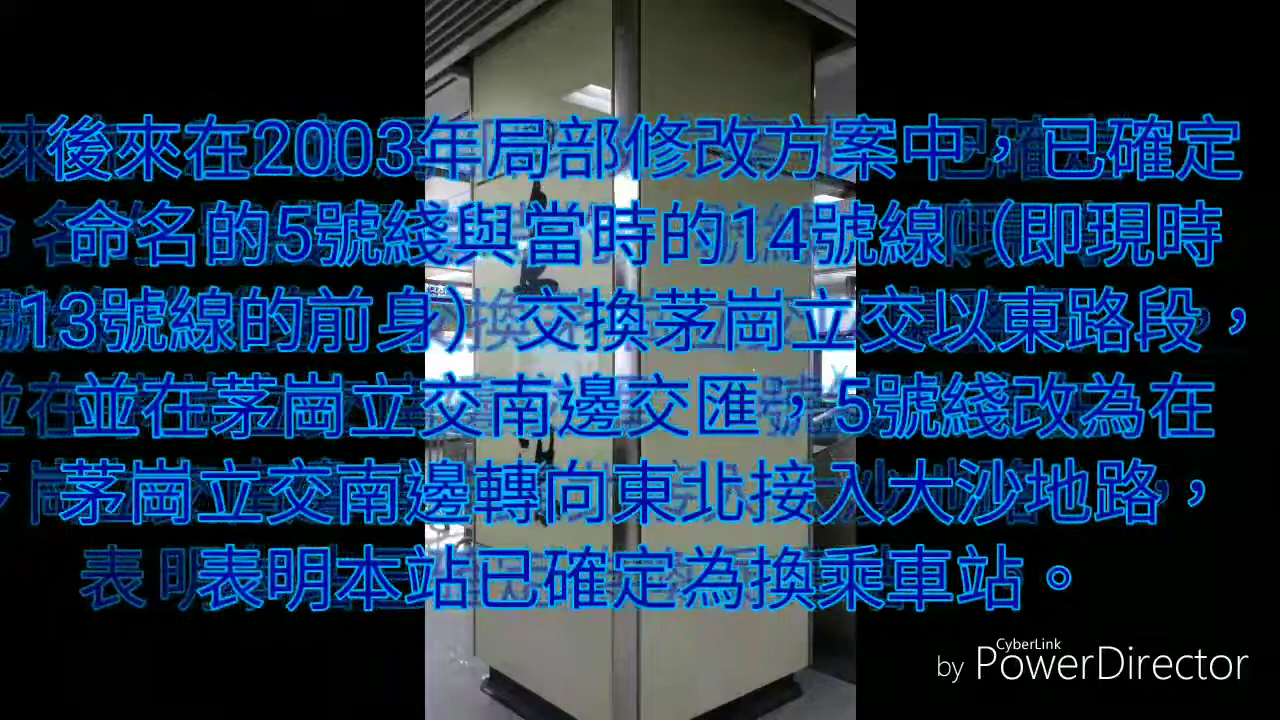 後來在2003年局部修改方案中，已確定
命名的5號綫與當時的14號線（即現時
13號線的前身）交換茅崗立交以東路段，
並在茅崗立交南邊交匯，5號綫改為在
茅崗立交南邊轉向東北接入大沙地路，
表明本站已確定為換乘車站。
CyberLink
by PowerDirector